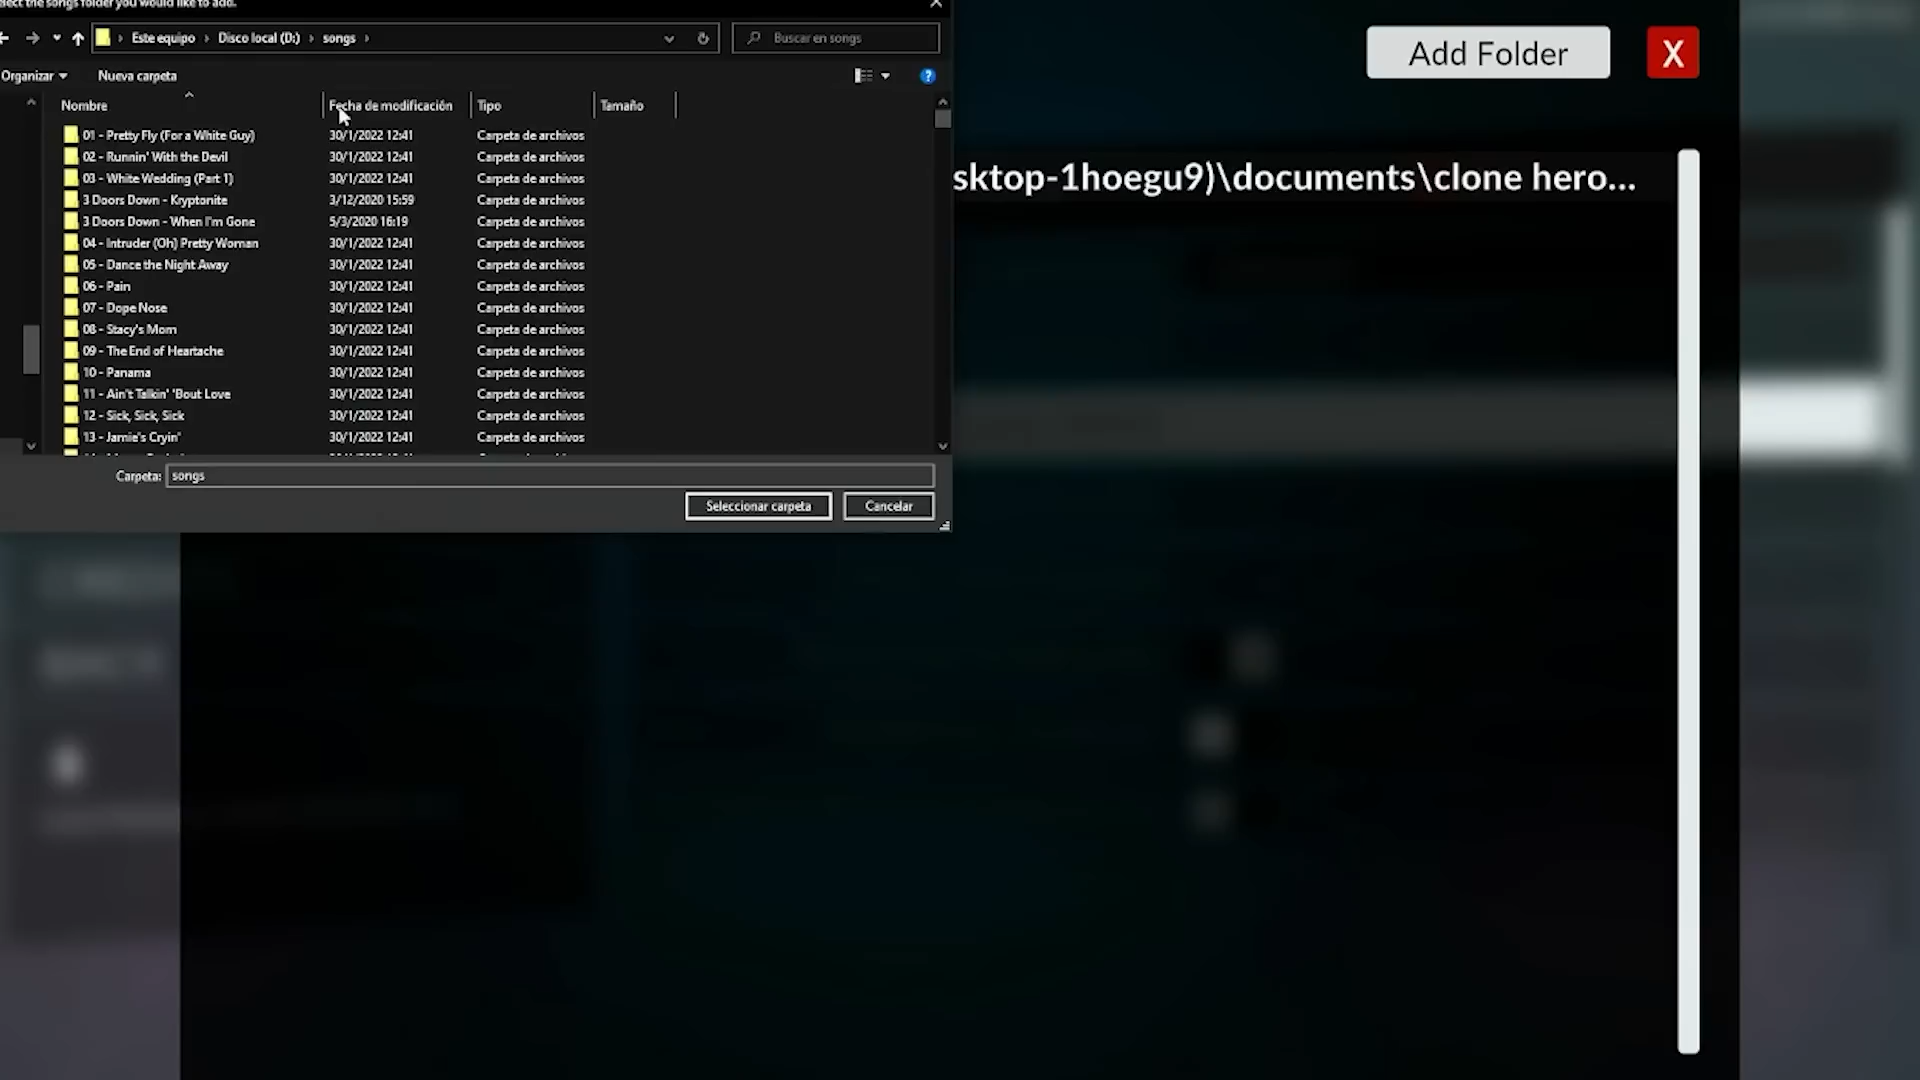 elect the songs folder you would like to add.
Este equipo › Disco local (D:) › songs ›
Buscar en songs
Organizar
Nueva carpeta
?
Nombre
Fecha de modificación
Tipo
Tamaño
01 - Pretty Fly (For a White Guy) 30/1/2022 12:41 Carpeta de archivos
02 - Runnin' With the Devil 30/1/2022 12:41 Carpeta de archivos
03 - White Wedding (Part 1) 30/1/2022 12:41 Carpeta de archivos
3 Doors Down - Kryptonite 3/12/2020 15:59 Carpeta de archivos
3 Doors Down - When I'm Gone 5/3/2020 16:19 Carpeta de archivos
04 - Intruder (Oh) Pretty Woman 30/1/2022 12:41 Carpeta de archivos
05 - Dance the Night Away 30/1/2022 12:41 Carpeta de archivos
06 - Pain 30/1/2022 12:41 Carpeta de archivos
07 - Dope Nose 30/1/2022 12:41 Carpeta de archivos
08 - Stacy's Mom 30/1/2022 12:41 Carpeta de archivos
09 - The End of Heartache 30/1/2022 12:41 Carpeta de archivos
10 - Panama 30/1/2022 12:41 Carpeta de archivos
11 - Ain't Talkin' 'Bout Love 30/1/2022 12:41 Carpeta de archivos
12 - Sick, Sick, Sick 30/1/2022 12:41 Carpeta de archivos
13 - Jamie's Cryin' 30/1/2022 12:41 Carpeta de archivos
Carpeta: songs
Seleccionar carpeta
Cancelar
Add Folder
X
sktop-1hoegu9)\documents\clone hero...